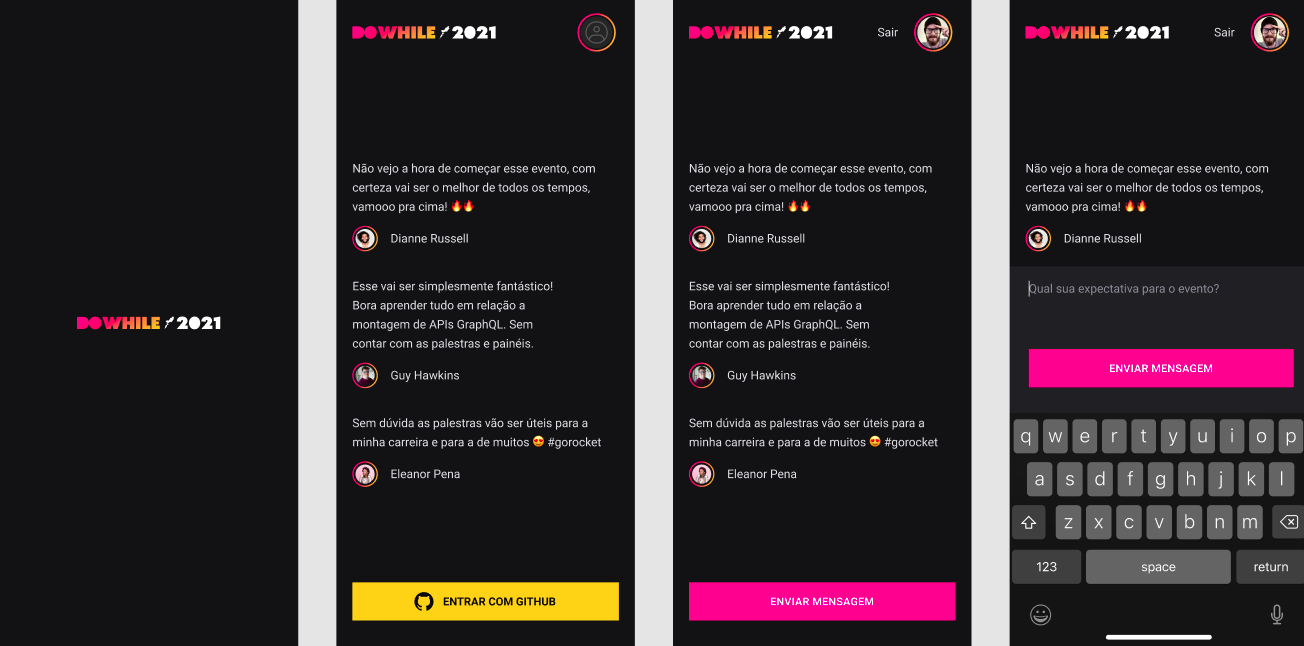 DOWHILE 2021
DOWHILE 2021
Não vejo a hora de começar esse evento, com
certeza vai ser o melhor de todos os tempos,
vamooo pra cima! 🔥🔥
Dianne Russell
Esse vai ser simplesmente fantástico!
Bora aprender tudo em relação a
montagem de APIs GraphQL. Sem
contar com as palestras e painéis.
Guy Hawkins
Sem dúvida as palestras vão ser úteis para a
minha carreira e para a de muitos 😍 #gorocket
Eleanor Pena
ENTRAR COM GITHUB
DOWHILE 2021
Sair
Não vejo a hora de começar esse evento, com
certeza vai ser o melhor de todos os tempos,
vamooo pra cima! 🔥🔥
Dianne Russell
Esse vai ser simplesmente fantástico!
Bora aprender tudo em relação a
montagem de APIs GraphQL. Sem
contar com as palestras e painéis.
Guy Hawkins
Sem dúvida as palestras vão ser úteis para a
minha carreira e para a de muitos 😍 #gorocket
Eleanor Pena
ENVIAR MENSAGEM
DOWHILE 2021
Sair
Não vejo a hora de começar esse evento, com
certeza vai ser o melhor de todos os tempos,
vamooo pra cima! 🔥🔥
Dianne Russell
Qual sua expectativa para o evento?
ENVIAR MENSAGEM
q w e r t y u i o p
a s d f g h j k l
z x c v b n m
123 space return